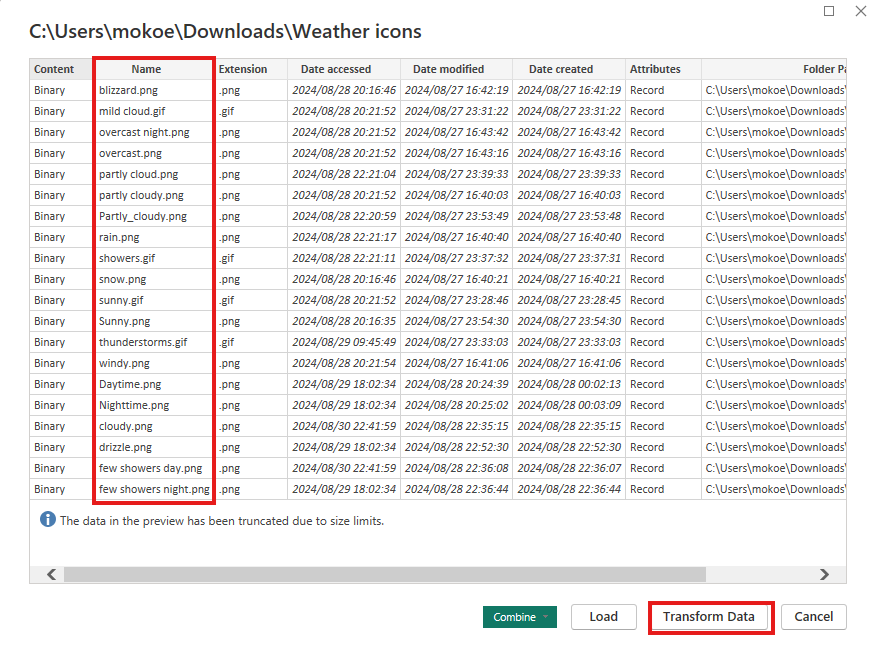 C:\Users\mokoe\Downloads\Weather icons
Content Name Extension Date accessed Date modified Date created Attributes Folder Pa
Binary blizzard.png .png 2024/08/28 20:16:46 2024/08/27 16:42:19 2024/08/27 16:42:19 Record C:\Users\mokoe\Downloads\
Binary mild cloud.gif .gif 2024/08/28 20:21:52 2024/08/27 23:31:22 2024/08/27 23:31:22 Record C:\Users\mokoe\Downloads\
Binary overcast night.png .png 2024/08/28 20:21:52 2024/08/27 16:43:42 2024/08/27 16:43:42 Record C:\Users\mokoe\Downloads\
Binary overcast.png .png 2024/08/28 20:21:52 2024/08/27 16:43:16 2024/08/27 16:43:16 Record C:\Users\mokoe\Downloads\
Binary partly cloud.png .png 2024/08/28 22:21:04 2024/08/27 23:39:33 2024/08/27 23:39:33 Record C:\Users\mokoe\Downloads\
Binary partly cloudy.png .png 2024/08/28 20:21:52 2024/08/27 16:40:03 2024/08/27 16:40:03 Record C:\Users\mokoe\Downloads\
Binary Partly_cloudy.png .png 2024/08/28 22:20:59 2024/08/27 23:53:49 2024/08/27 23:53:48 Record C:\Users\mokoe\Downloads\
Binary rain.png .png 2024/08/28 22:21:17 2024/08/27 16:40:40 2024/08/27 16:40:40 Record C:\Users\mokoe\Downloads\
Binary showers.gif .gif 2024/08/28 22:21:11 2024/08/27 23:37:32 2024/08/27 23:37:31 Record C:\Users\mokoe\Downloads\
Binary snow.png .png 2024/08/28 20:16:46 2024/08/27 16:40:21 2024/08/27 16:40:21 Record C:\Users\mokoe\Downloads\
Binary sunny.gif .gif 2024/08/28 20:21:52 2024/08/27 23:28:46 2024/08/27 23:28:45 Record C:\Users\mokoe\Downloads\
Binary Sunny.png .png 2024/08/28 20:16:35 2024/08/27 23:54:30 2024/08/27 23:54:30 Record C:\Users\mokoe\Downloads\
Binary thunderstorms.gif .gif 2024/08/29 09:45:49 2024/08/27 23:33:03 2024/08/27 23:33:03 Record C:\Users\mokoe\Downloads\
Binary windy.png .png 2024/08/28 20:21:54 2024/08/27 16:41:06 2024/08/27 16:41:06 Record C:\Users\mokoe\Downloads\
Binary Daytime.png .png 2024/08/29 18:02:34 2024/08/28 20:24:39 2024/08/28 00:02:13 Record C:\Users\mokoe\Downloads\
Binary Nighttime.png .png 2024/08/29 18:02:34 2024/08/28 20:25:02 2024/08/28 00:03:09 Record C:\Users\mokoe\Downloads\
Binary cloudy.png .png 2024/08/30 22:41:59 2024/08/28 22:35:15 2024/08/28 22:35:15 Record C:\Users\mokoe\Downloads\
Binary drizzle.png .png 2024/08/29 18:02:34 2024/08/28 22:52:30 2024/08/28 22:52:30 Record C:\Users\mokoe\Downloads\
Binary few showers day.png .png 2024/08/30 22:41:59 2024/08/28 22:36:08 2024/08/28 22:36:07 Record C:\Users\mokoe\Downloads\
Binary few showers night.png .png 2024/08/29 18:02:34 2024/08/28 22:36:44 2024/08/28 22:36:44 Record C:\Users\mokoe\Downloads\
The data in the preview has been truncated due to size limits.
Combine Load Transform Data Cancel